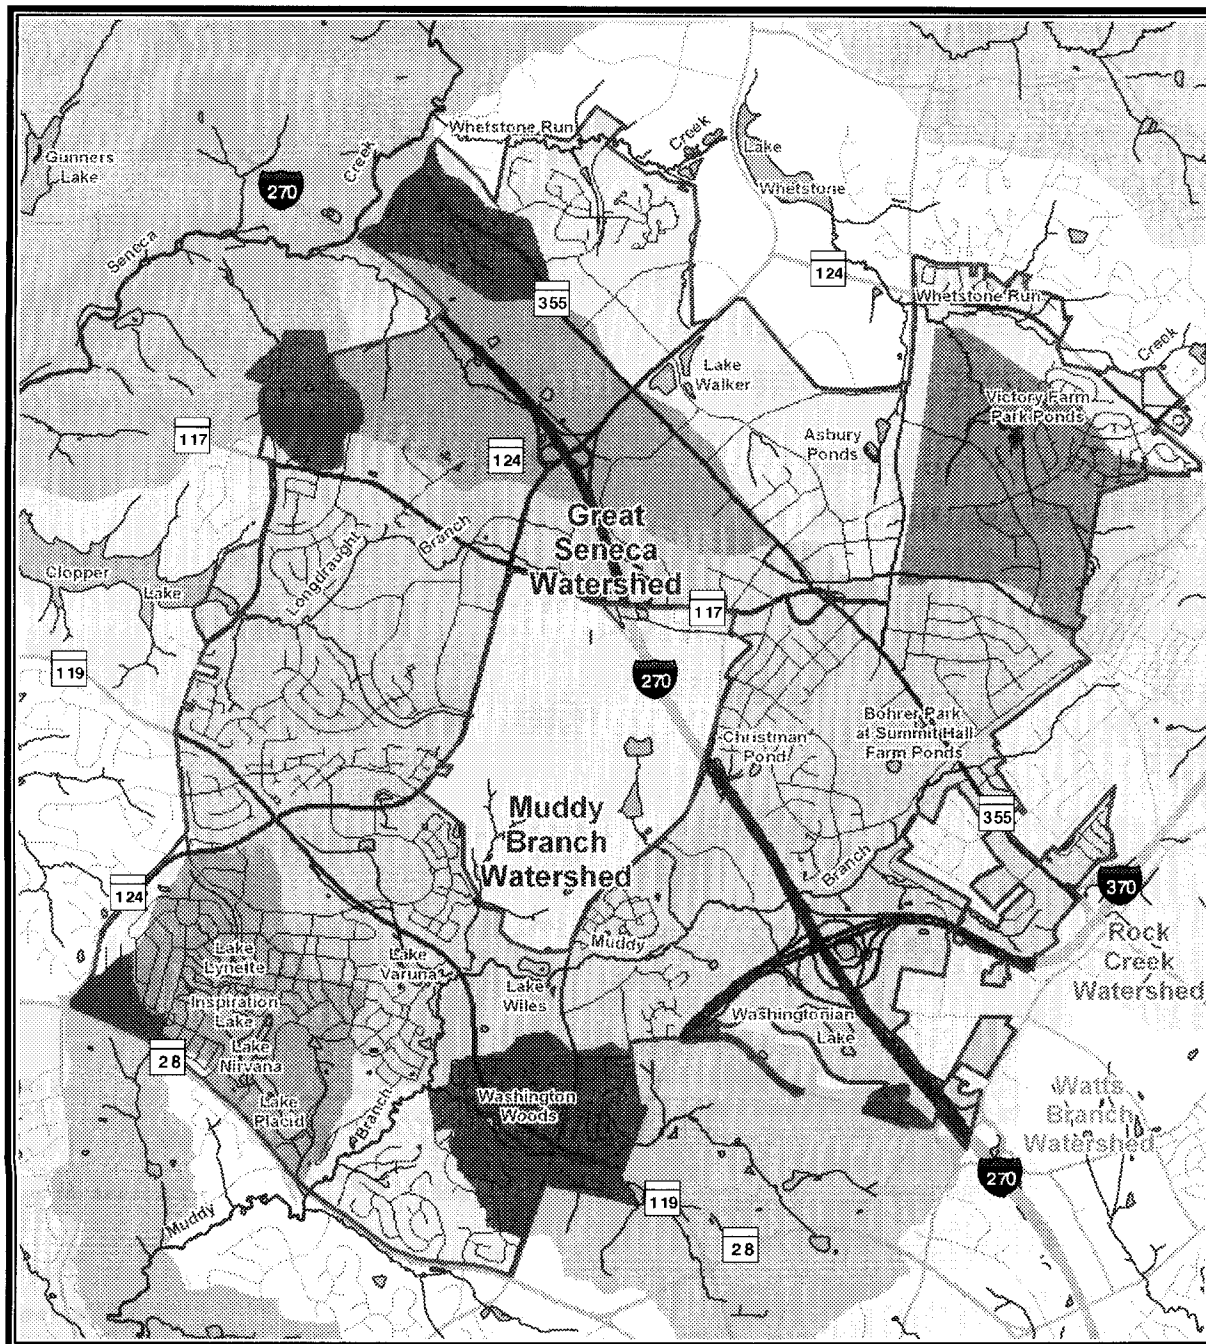 Whetstone Run
Creek
Lake
Whetstone
Gunners
Lake
270
Creek
Seneca
124
355
Whetstone Run
Creek
Lake
Walker
Victory Farm
Park Ponds
117
124
Asbury
Ponds
Great
Seneca
Watershed
Branch
Longdraught
Clopper
Lake
117
119
270
Christman
Pond
Bohrer Park
at Summit Hall
Farm Ponds
Muddy
Branch
Watershed
355
Branch
124
370
Muddy
Rock
Creek
Watershed
Lake
Lynette
Lake
Varuna
Lake
Wiles
Inspiration
Lake
Washingtonian
Lake
28
Lake
Nirvana
Washington
Woods
Lake
Placid
Branch
Watts
Branch
Watershed
270
119
Muddy
28